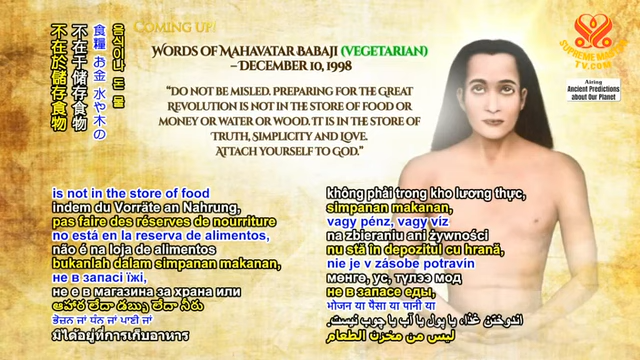 Coming up!
Words of Mahavatar Babaji (vegetarian)
– December 10, 1998
“Do not be misled. Preparing for the Great
Revolution is not in the store of food or
money or water or wood. It is in the store of
Truth, Simplicity and Love.
Attach yourself to God.”
Supreme Master
TV.com
Airing
Ancient Predictions
about Our Planet
음식이나 돈 물
食糧 お金 水や木の
不在于储存食物
不在於儲存食物
is not in the store of food
indem du Vorräte an Nahrung,
pas faire des réserves de nourriture
no está en la reserva de alimentos,
não é na loja de alimentos
bukanlah dalam simpanan makanan,
не в запасі їжі,
не е в магазина за храна или
ఆహార లేదా డబ్బు లేదా నీరు
ਭੋਜਨ ਜਾਂ ਧਨ ਜਾਂ ਪਾਣੀ ਜਾਂ
มิได้อยู่ที่การเก็บอาหาร
không phải trong kho lương thực,
simpanan makanan,
vagy pénz, vagy víz
na zbieraniu ani żywności
nu stă în depozitul cu hrană,
nie je v zásobe potravín
мөнгө, ус, түлээ мод
не в запасе еды,
भोजन या पैसा या पानी या
اندوختن غذا، یا پول یا آب یا چوب نیست.
ليس من مخزن الطعام